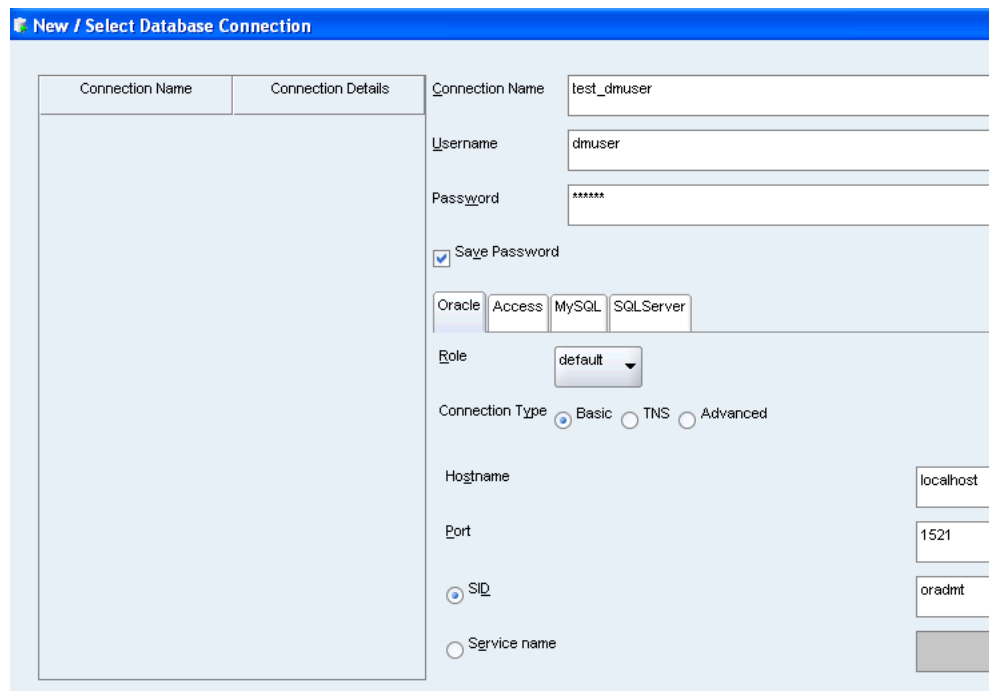 New / Select Database Connection
Connection Name Connection Details
Connection Name test_dmuser
Username dmuser
Password ******
Save Password
Oracle Access MySQL SQLServer
Role default
Connection Type Basic TNS Advanced
Hostname localhost
Port 1521
SID oradmt
Service name